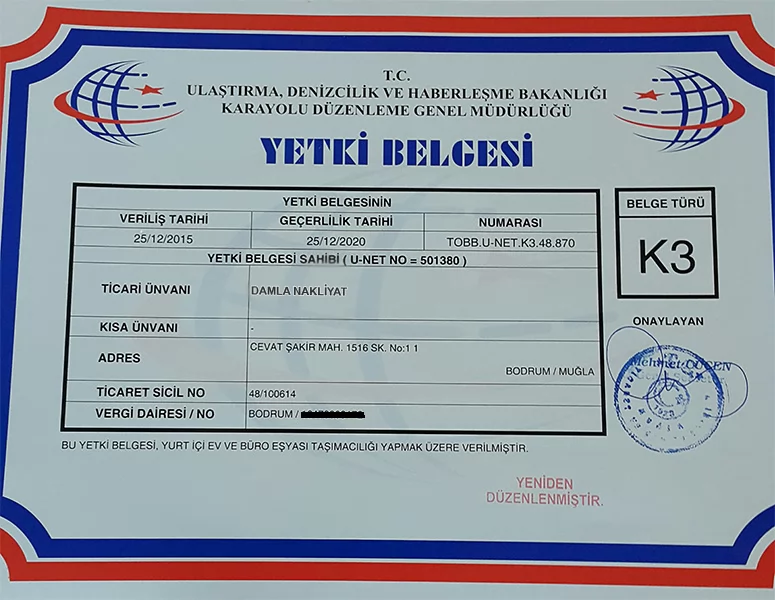 T.C.
ULAŞTIRMA, DENİZCİLİK VE HABERLEŞME BAKANLIĞI
KARAYOLU DÜZENLEME GENEL MÜDÜRLÜĞÜ
YETKİ BELGESİ
YETKİ BELGESİNİN
VERİLİŞ TARİHİ GEÇERLİLİK TARİHİ NUMARASI
25/12/2015 25/12/2020 TOBB.U-NET.K3.48.870
YETKİ BELGESİ SAHİBİ ( U-NET NO = 501380 )
TİCARİ ÜNVANI DAMLA NAKLİYAT
KISA ÜNVANI -
ADRES CEVAT ŞAKİR MAH. 1516 SK. No:1 1
BODRUM / MUĞLA
TİCARET SİCİL NO 48/100614
VERGİ DAİRESİ / NO BODRUM /
BELGE TÜRÜ
K3
ONAYLAYAN
Mehmet CÜCEN
BU YETKİ BELGESİ, YURT İÇİ EV VE BÜRO EŞYASI TAŞIMACILIĞI YAPMAK ÜZERE VERİLMİŞTİR.
YENİDEN
DÜZENLENMİŞTİR.